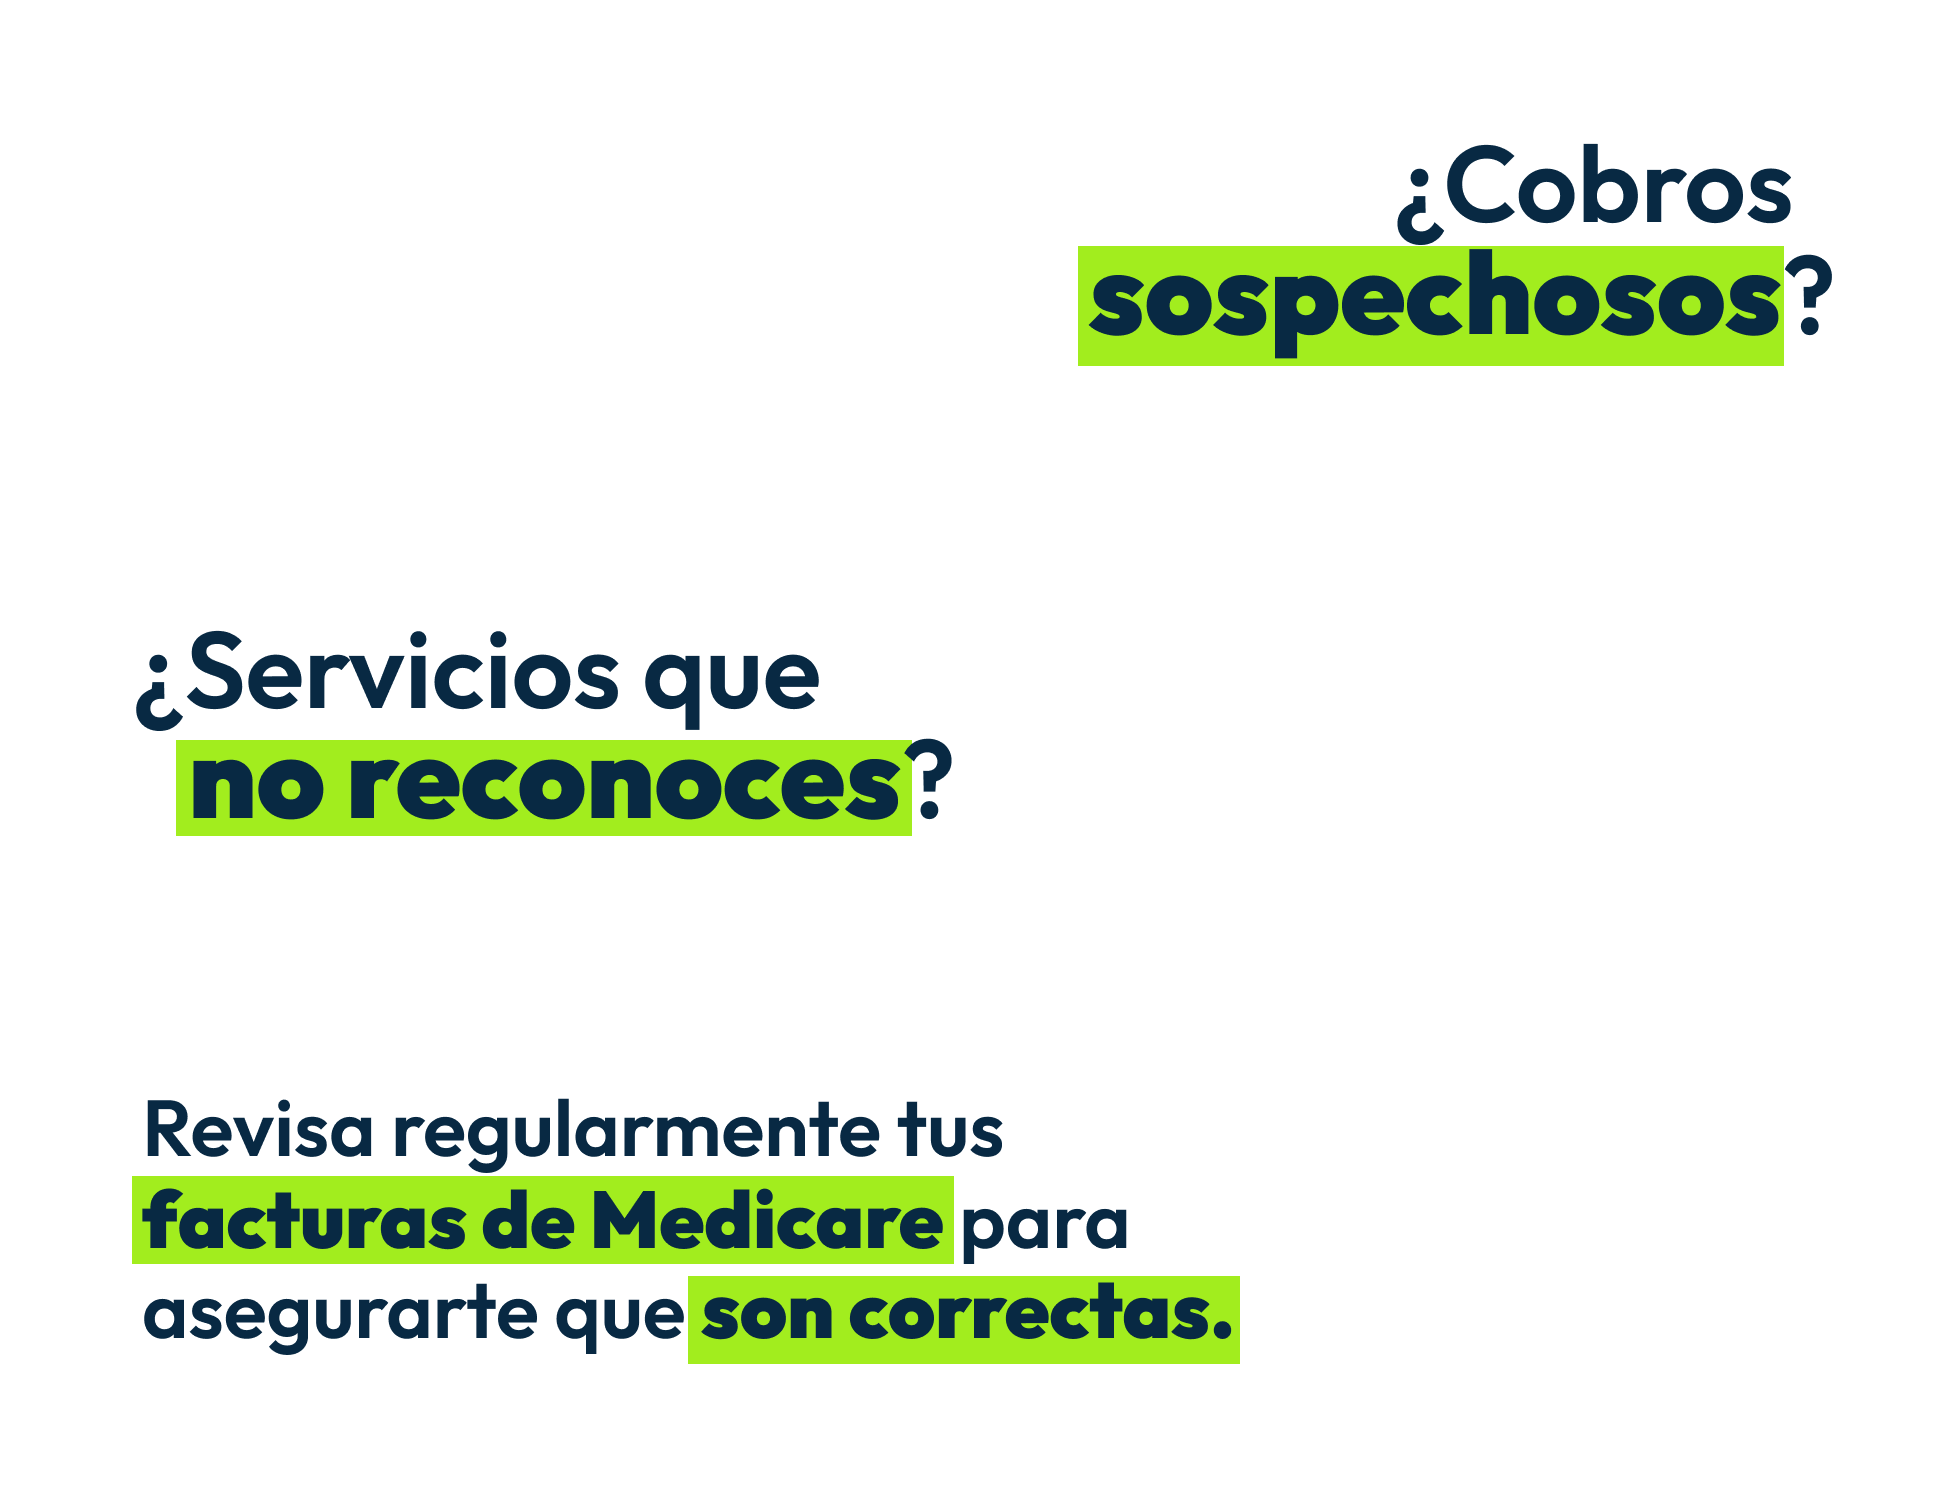 ¿Cobros
sospechosos?
¿Servicios que
no reconoces?
Revisa regularmente tus
facturas de Medicare para
asegurarte que son correctas.